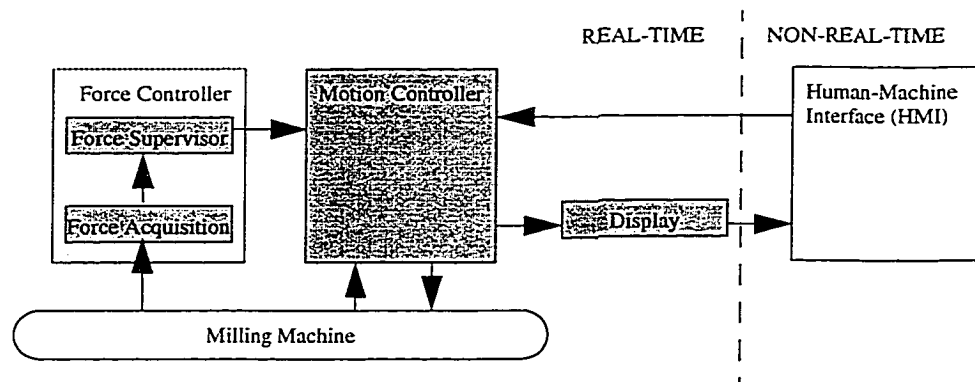 REAL-TIME
NON-REAL-TIME
Force Controller
Force Supervisor
Force Acquisition
Motion Controller
Human-Machine
Interface (HMI)
Display
Milling Machine